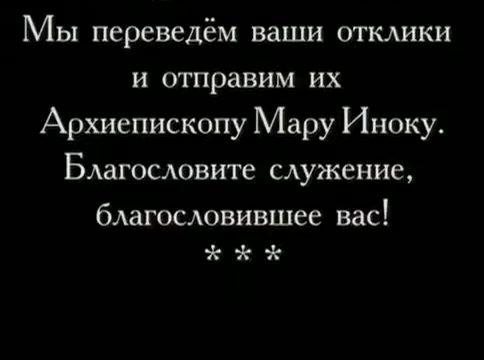 Мы переведём ваши отклики
и отправим их
Архиепископу Мару Иноку.
Благословите служение,
благословившее вас!
* * *